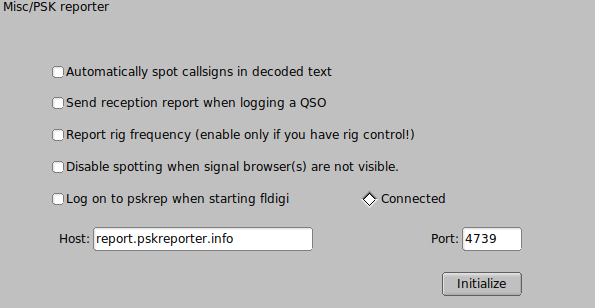 Misc/PSK reporter
Automatically spot callsigns in decoded text
Send reception report when logging a QSO
Report rig frequency (enable only if you have rig control!)
Disable spotting when signal browser(s) are not visible.
Log on to pskrep when starting fldigi Connected
Host: report.pskreporter.info Port: 4739
Initialize